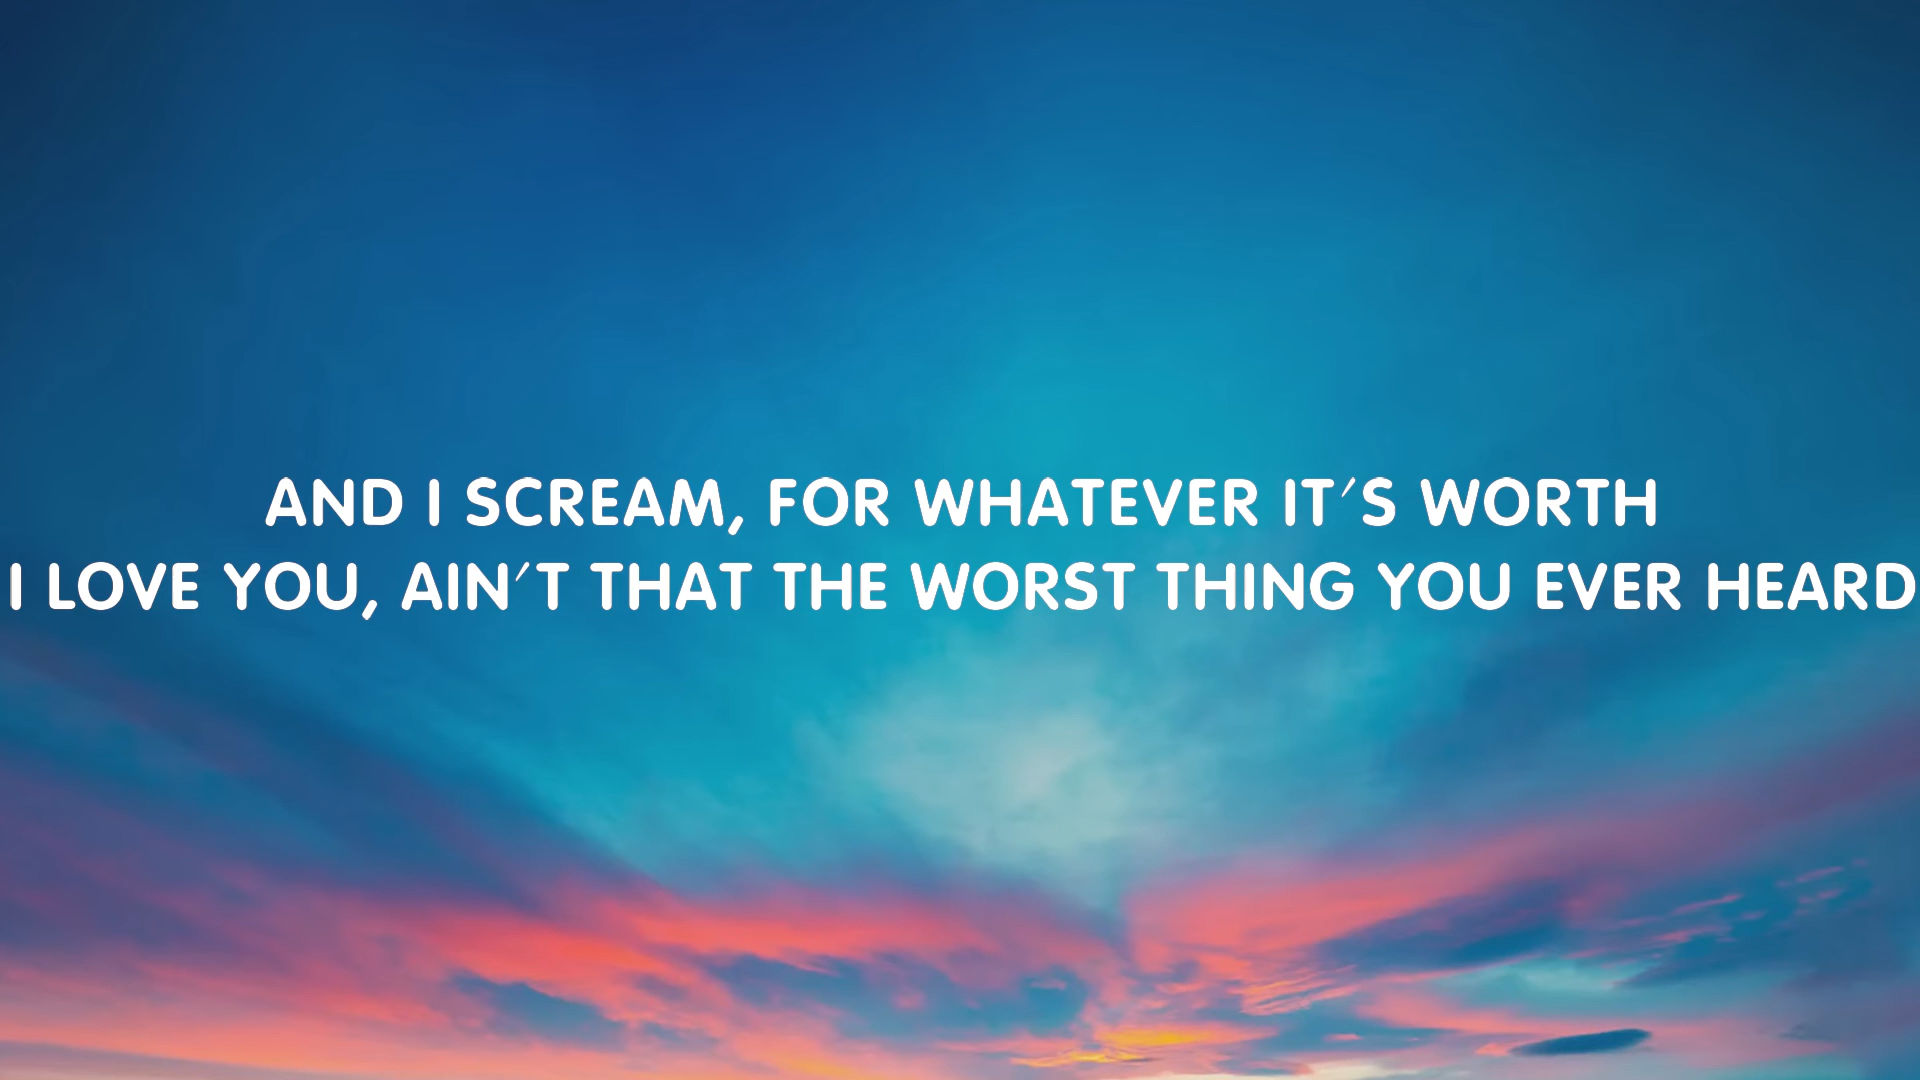 AND I SCREAM, FOR WHATEVER IT'S WORTH
I LOVE YOU, AIN'T THAT THE WORST THING YOU EVER HEARD